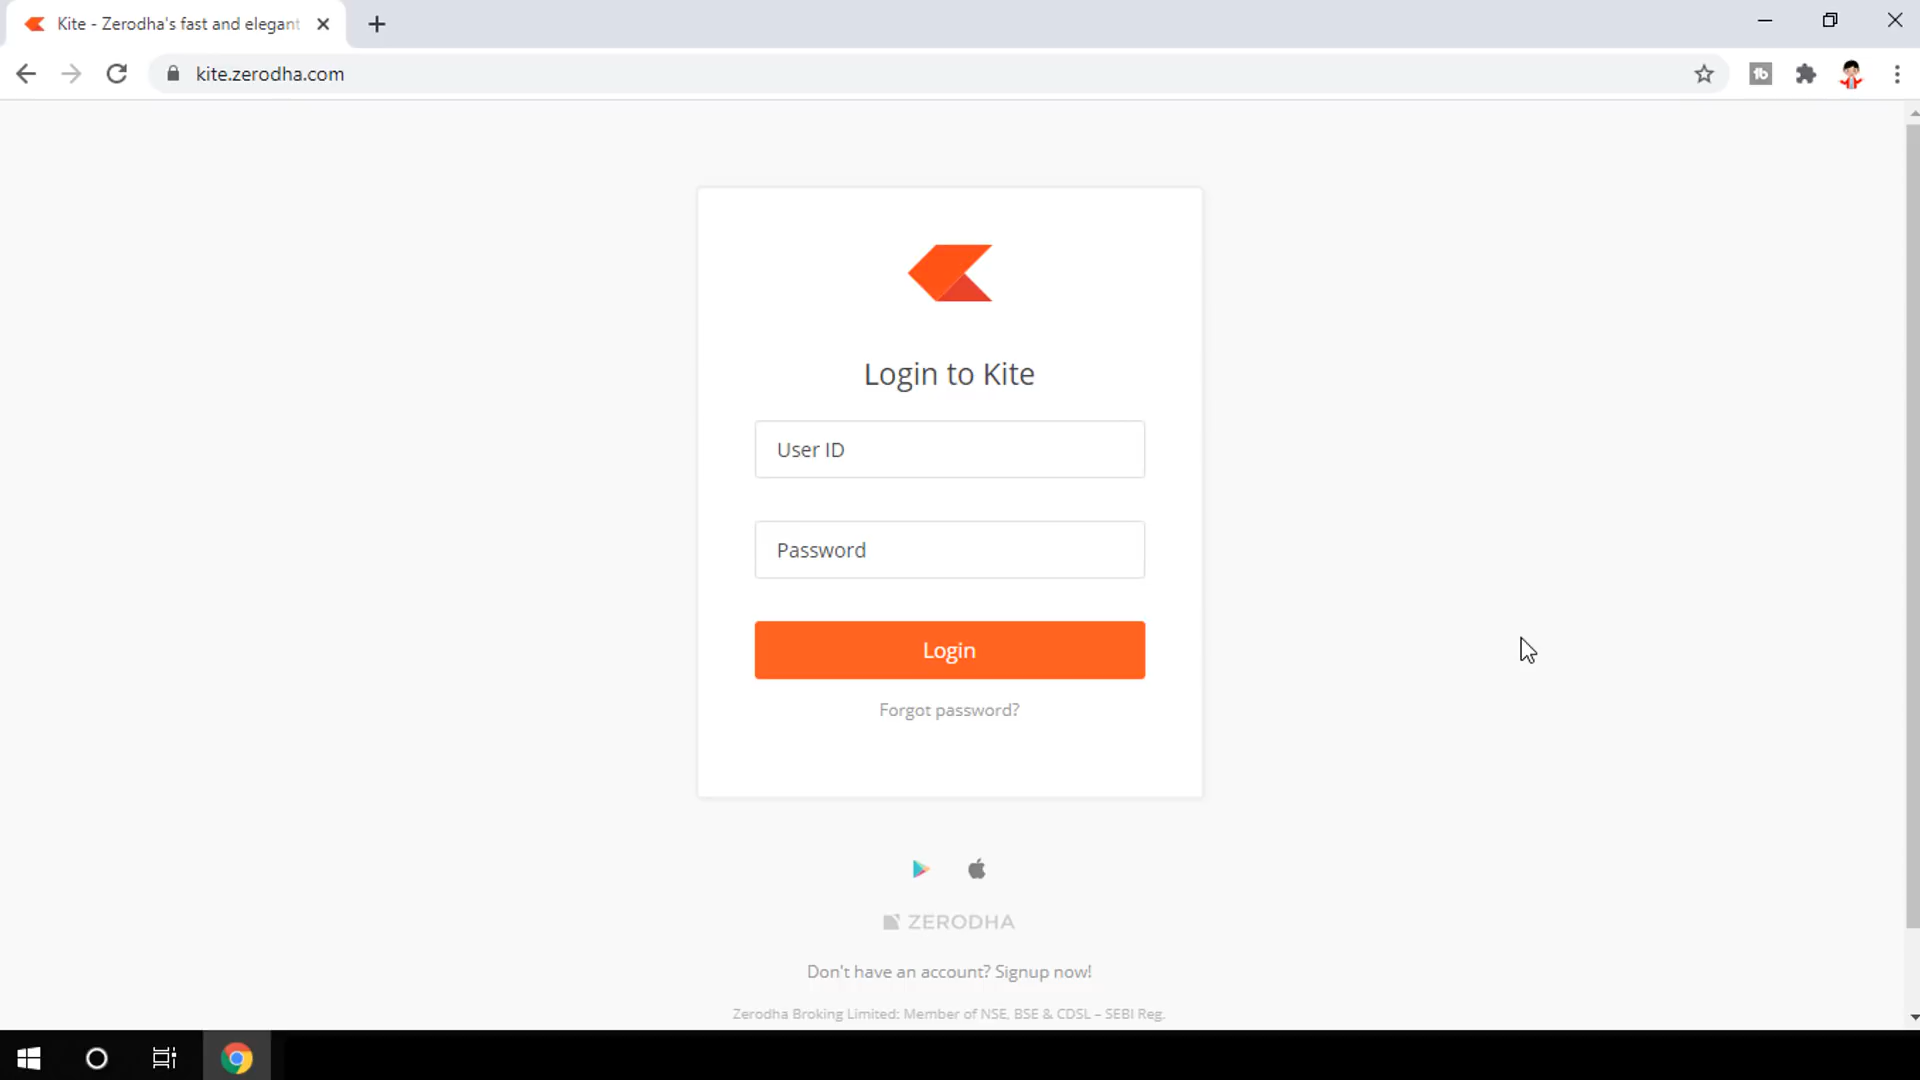 Kite - Zerodha's fast and elegant
kite.zerodha.com
tb
Login to Kite
User ID
Password
Login
Forgot password?
ZERODHA
Don't have an account? Signup now!
Zerodha Broking Limited: Member of NSE, BSE & CDSL – SEBI Reg.